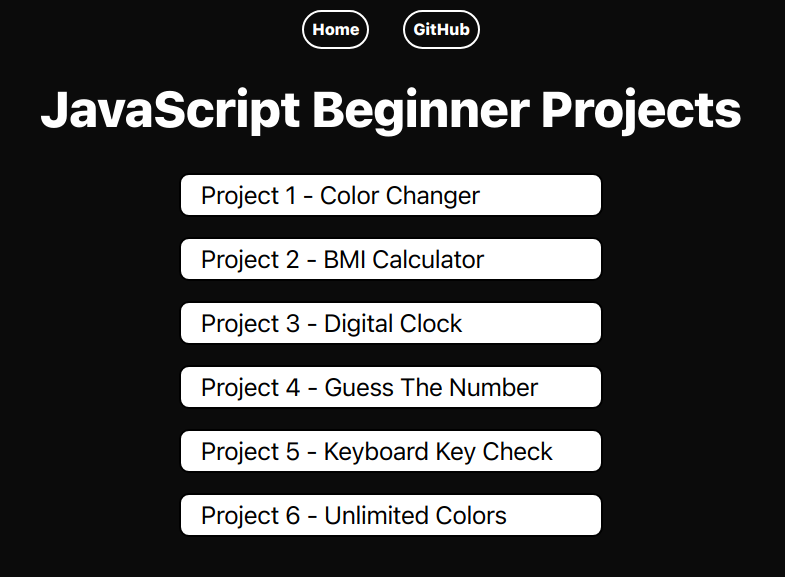 Home GitHub
JavaScript Beginner Projects
Project 1 - Color Changer
Project 2 - BMI Calculator
Project 3 - Digital Clock
Project 4 - Guess The Number
Project 5 - Keyboard Key Check
Project 6 - Unlimited Colors